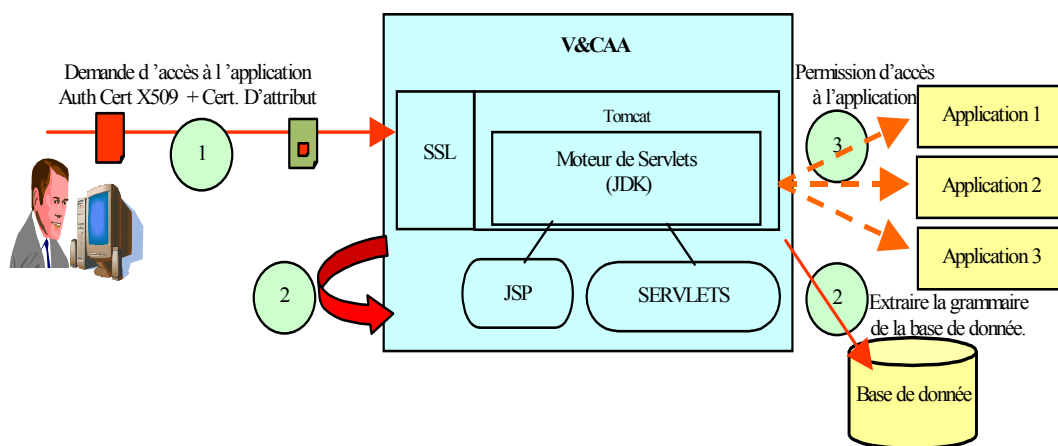 V&CAA
Demande d ’accès à l ’application
Auth Cert X509 + Cert. D'attribut
1
SSL
Tomcat
Moteur de Servlets
(JDK)
JSP
SERVLETS
2
Permission d’accès
à l’application
3
Application 1
Application 2
Application 3
2
Extraire la grammaire
de la base de donnée.
Base de donnée